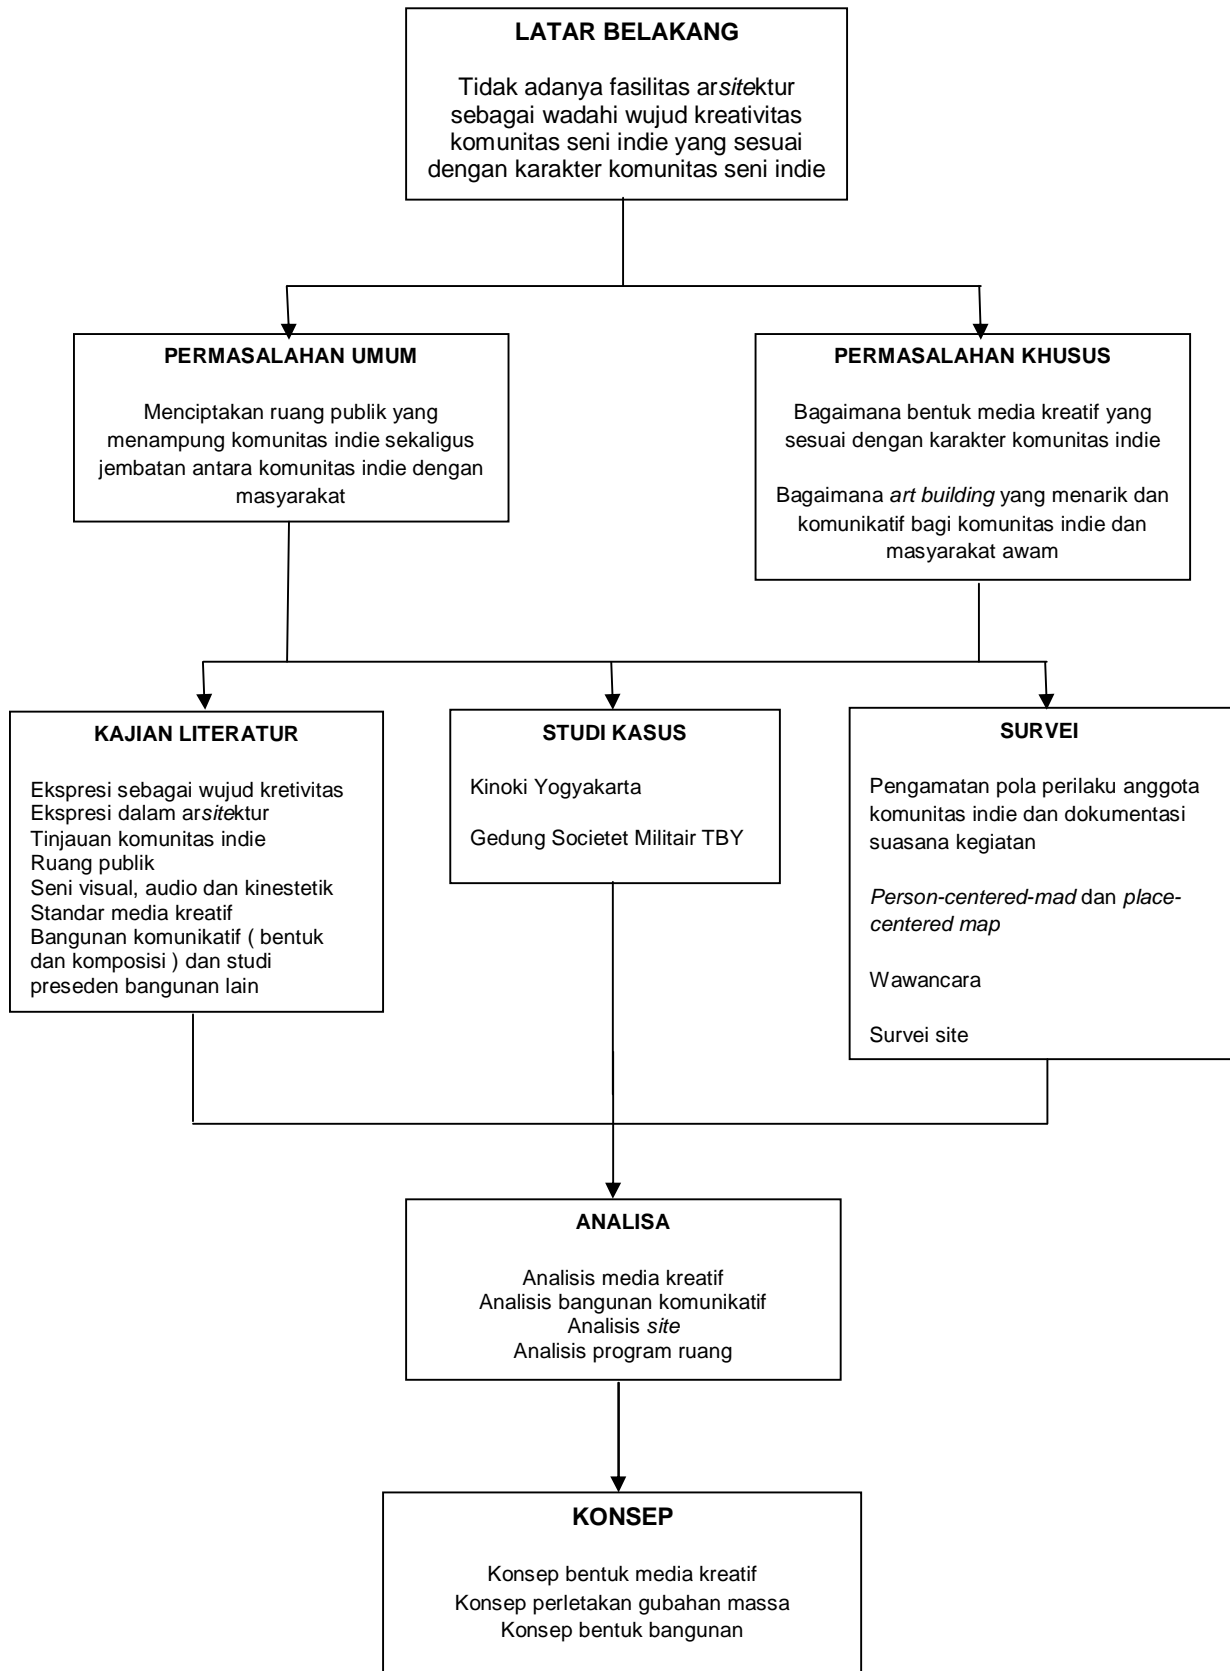 LATAR BELAKANG
Tidak adanya fasilitas arsitektur
sebagai wadahi wujud kreativitas
komunitas seni indie yang sesuai
dengan karakter komunitas seni indie
PERMASALAHAN UMUM
Menciptakan ruang publik yang
menampung komunitas indie sekaligus
jembatan antara komunitas indie dengan
masyarakat
PERMASALAHAN KHUSUS
Bagaimana bentuk media kreatif yang
sesuai dengan karakter komunitas indie
Bagaimana art building yang menarik dan
komunikatif bagi komunitas indie dan
masyarakat awam
KAJIAN LITERATUR
Ekspresi sebagai wujud kretivitas
Ekspresi dalam arsitektur
Tinjauan komunitas indie
Ruang publik
Seni visual, audio dan kinestetik
Standar media kreatif
Bangunan komunikatif ( bentuk
dan komposisi ) dan studi
preseden bangunan lain
STUDI KASUS
Kinoki Yogyakarta
Gedung Societet Militair TBY
SURVEI
Pengamatan pola perilaku anggota
komunitas indie dan dokumentasi
suasana kegiatan
Person-centered-mad dan place-
centered map
Wawancara
Survei site
ANALISA
Analisis media kreatif
Analisis bangunan komunikatif
Analisis site
Analisis program ruang
KONSEP
Konsep bentuk media kreatif
Konsep perletakan gubahan massa
Konsep bentuk bangunan